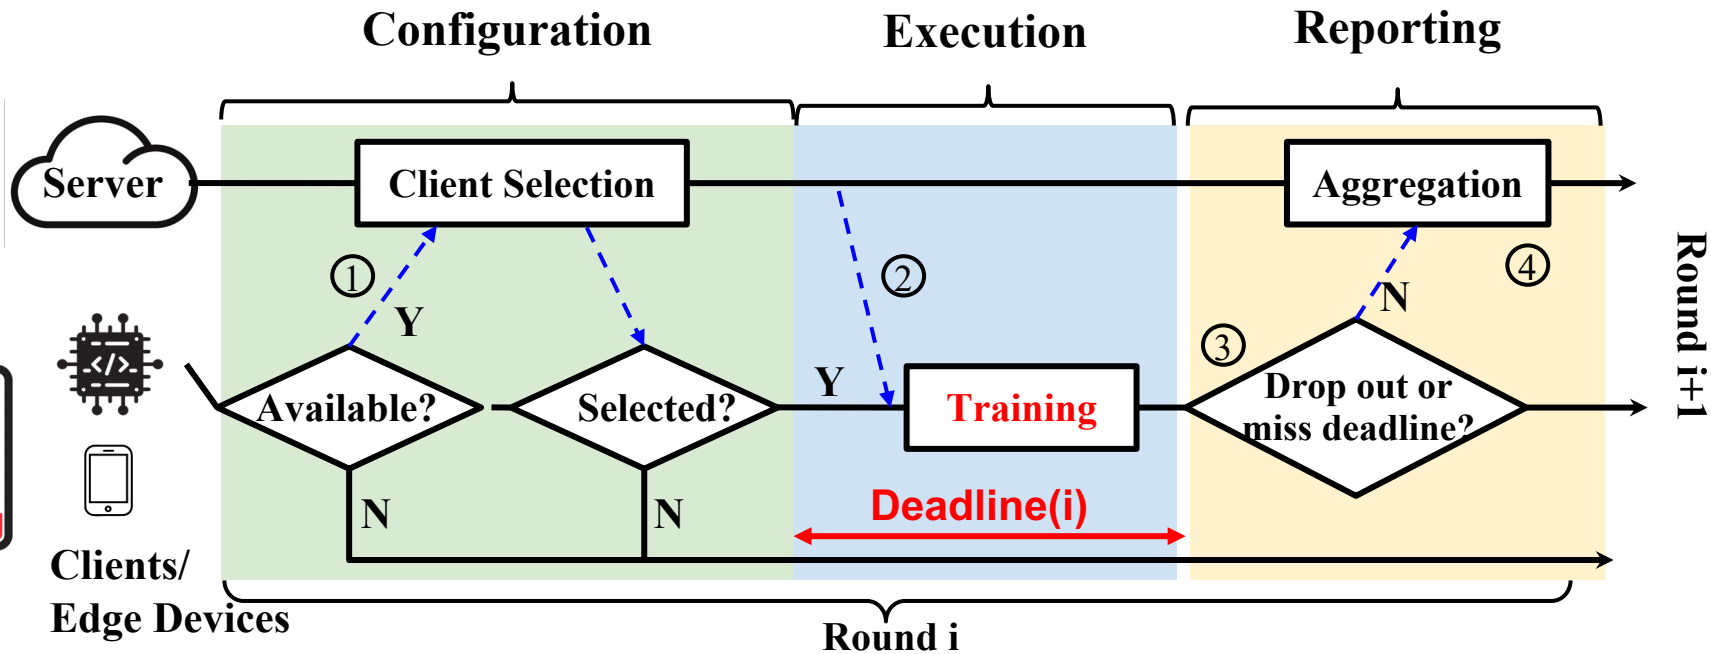 Configuration
Execution
Reporting
Server
Client Selection
Aggregation
①
②
④
Y
N
③
</>
Available?
Selected?
Y
Training
Drop out or
miss deadline?
Round i+1
N
N
Deadline(i)
Clients/
Edge Devices
Round i